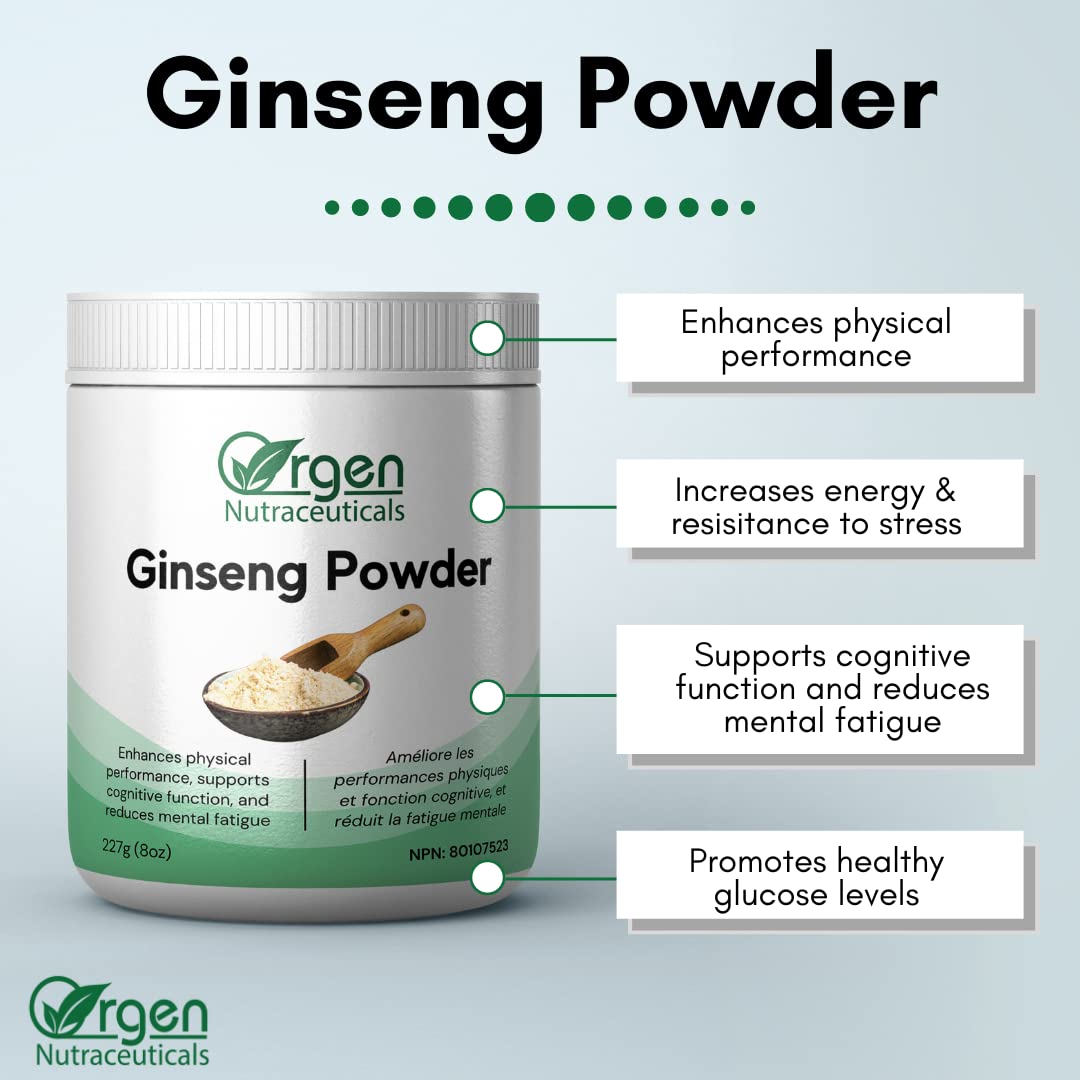 Ginseng Powder
Orgen
Nutraceuticals
Ginseng Powder
Enhances physical
performance, supports
cognitive function, and
reduces mental fatigue
Améliore les
performances physiques
et fonction cognitive, et
réduit la fatigue mentale
227g (8oz)
NPN: 80107523
Enhances physical
performance
Increases energy &
resisitance to stress
Supports cognitive
function and reduces
mental fatigue
Promotes healthy
glucose levels
Orgen
Nutraceuticals